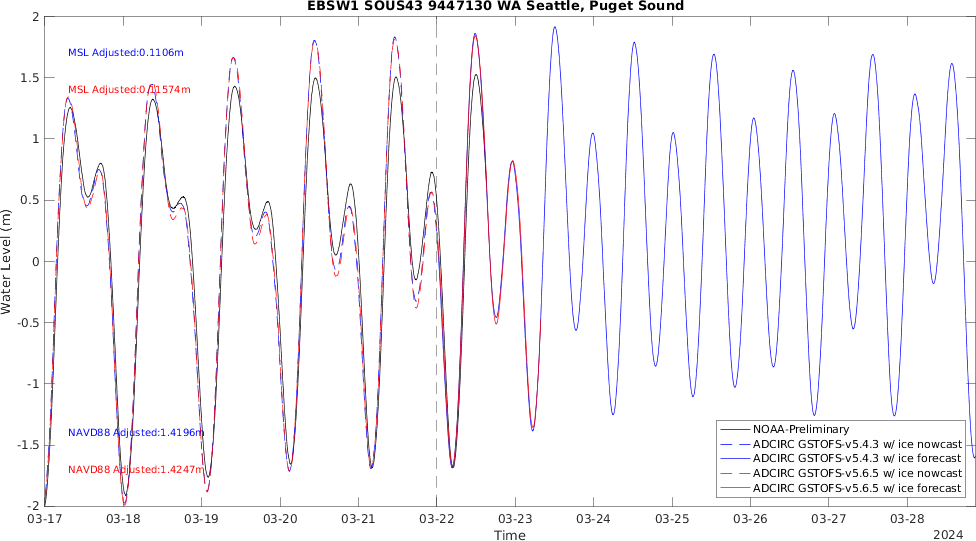 EBSW1 SOUS43 9447130 WA Seattle, Puget Sound
2
1.5
1
0.5
0
-0.5
-1
-1.5
-2
Water Level (m)
MSL Adjusted:0.1106m
MSL Adjusted:0.11574m
NAVD88 Adjusted:1.4196m
NAVD88 Adjusted:1.4247m
NOAA-Preliminary
ADCIRC GSTOFS-v5.4.3 w/ ice nowcast
ADCIRC GSTOFS-v5.4.3 w/ ice forecast
ADCIRC GSTOFS-v5.6.5 w/ ice nowcast
ADCIRC GSTOFS-v5.6.5 w/ ice forecast
03-17 03-18 03-19 03-20 03-21 03-22 03-23 03-24 03-25 03-26 03-27 03-28
Time
2024